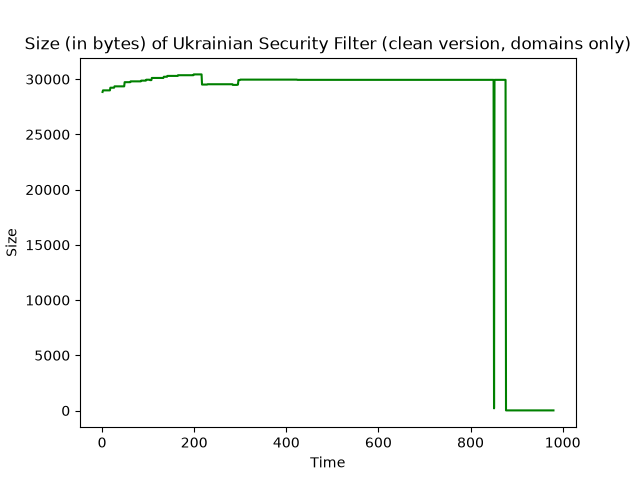 Size (in bytes) of Ukrainian Security Filter (clean version, domains only)
30000
25000
20000
15000
10000
5000
0
Size
0 200 400 600 800 1000
Time